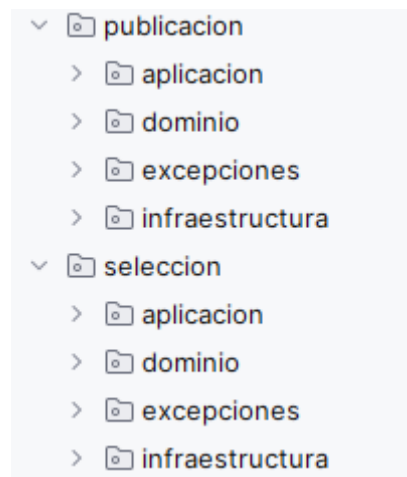 publicacion
aplicacion
dominio
excepciones
infraestructura
seleccion
aplicacion
dominio
excepciones
infraestructura